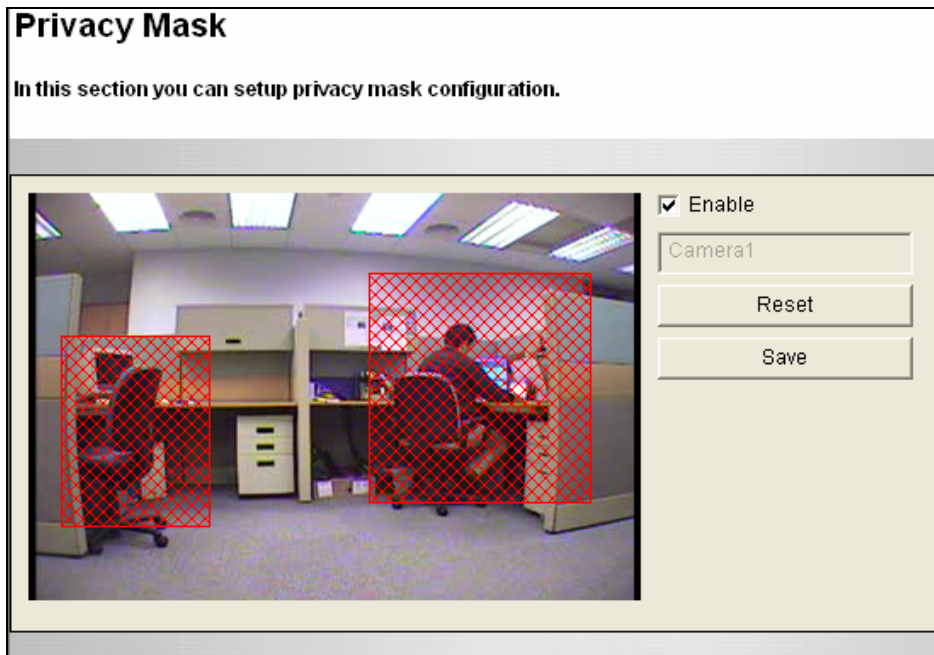 Privacy Mask
In this section you can setup privacy mask configuration.
Enable
Camera1
Reset
Save